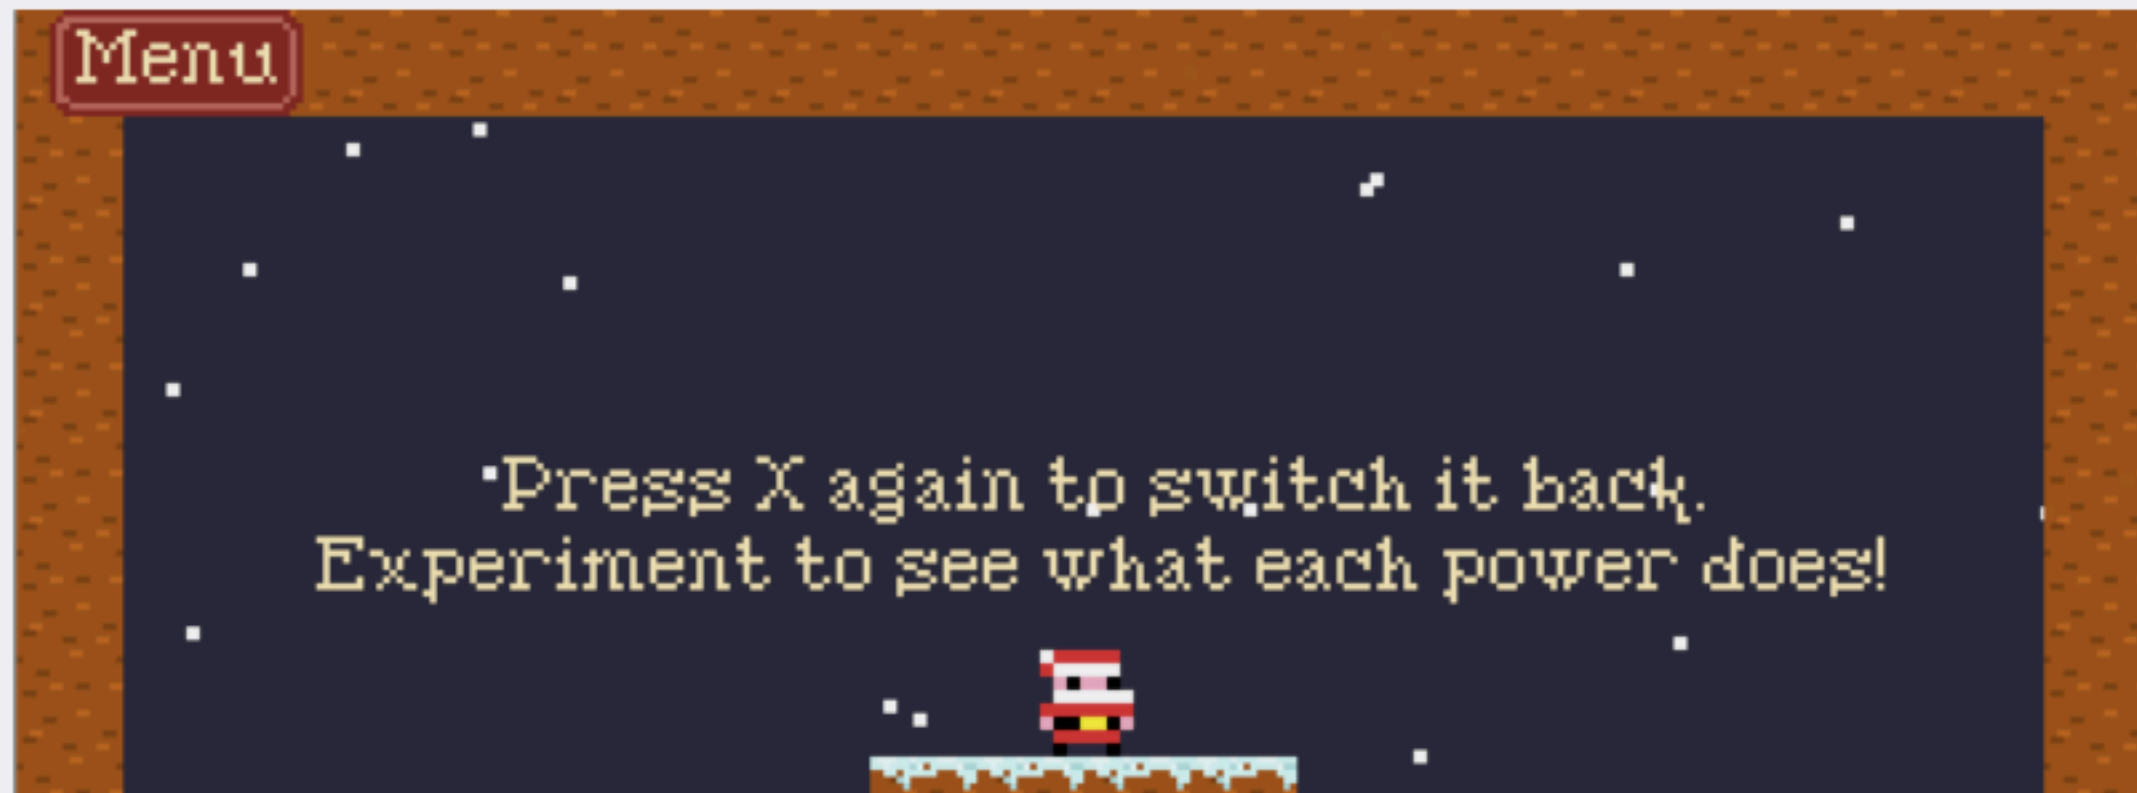 Menu
Press X again to switch it back.
Experiment to see what each power does!